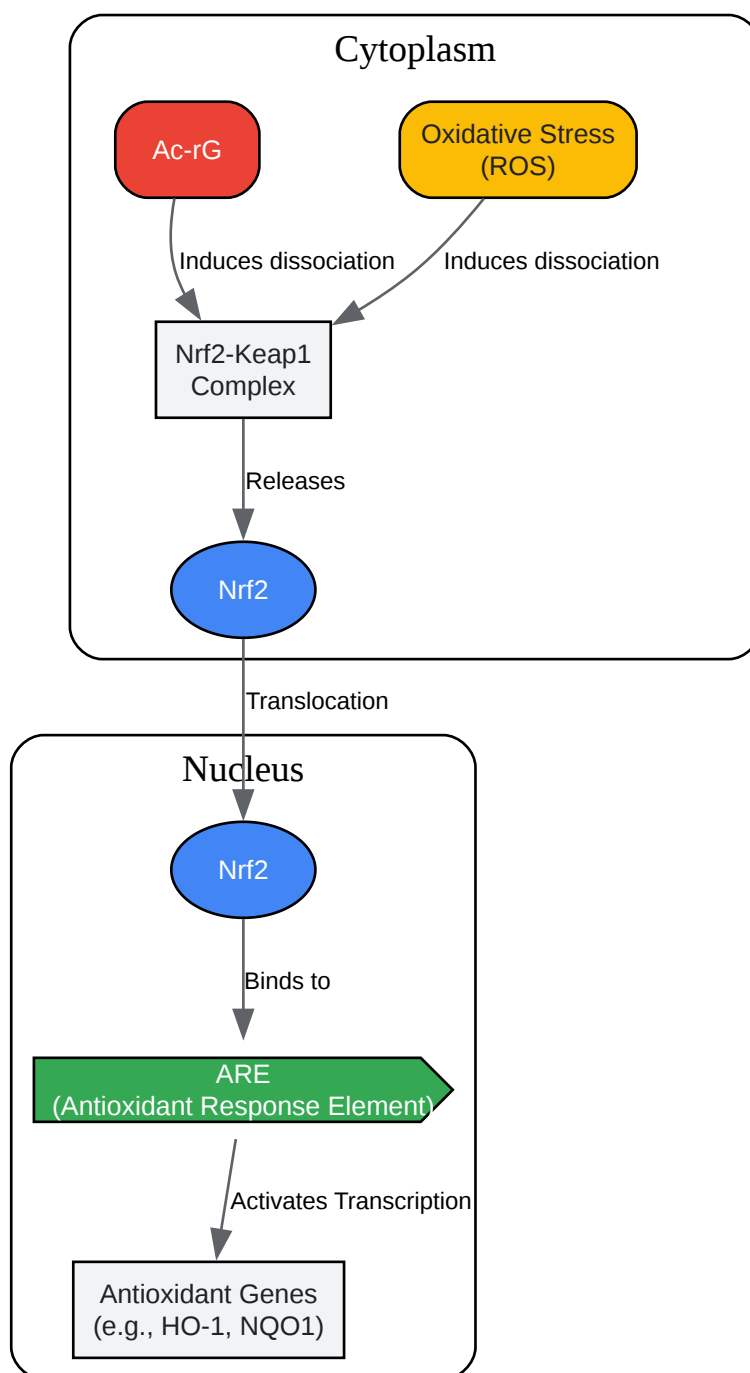 Cytoplasm
Ac-rG
Oxidative Stress
(ROS)
Induces dissociation
Induces dissociation
Nrf2-Keap1
Complex
Releases
Nrf2
Translocation
Nucleus
Nrf2
Binds to
ARE
(Antioxidant Response Element)
Activates Transcription
Antioxidant Genes
(e.g., HO-1, NQO1)